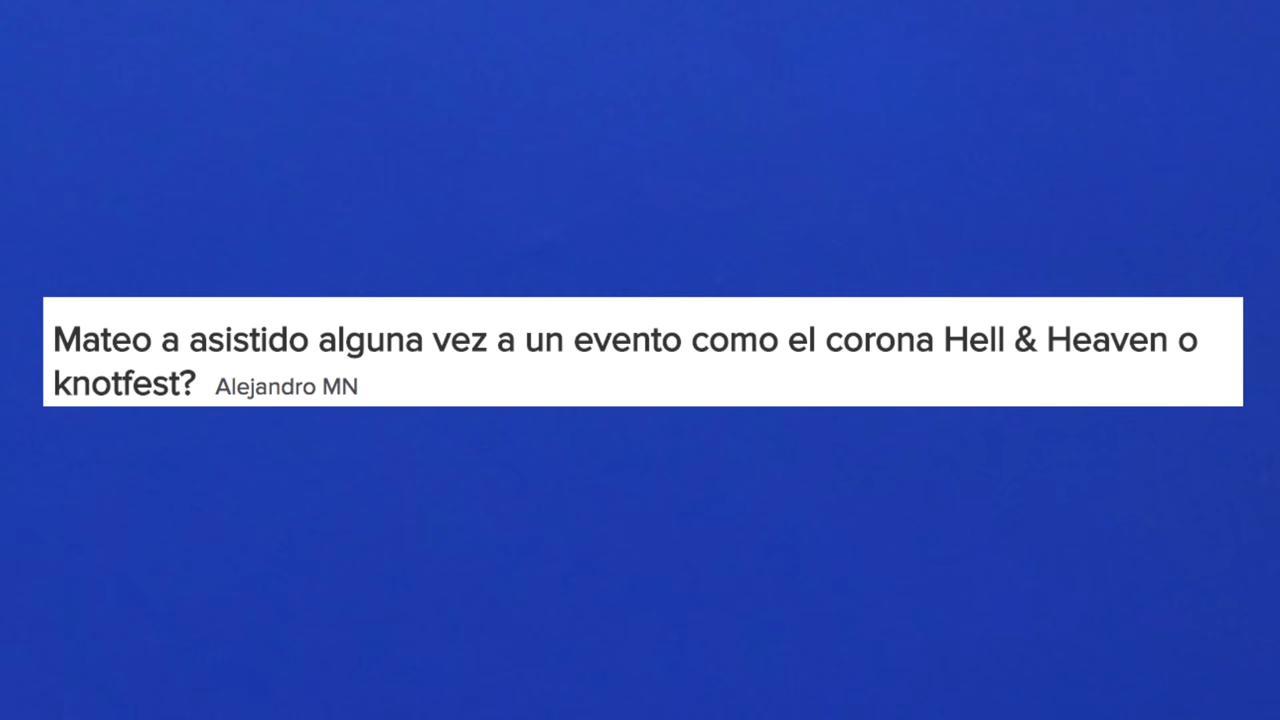 Mateo a asistido alguna vez a un evento como el corona Hell & Heaven o
knotfest? Alejandro MN